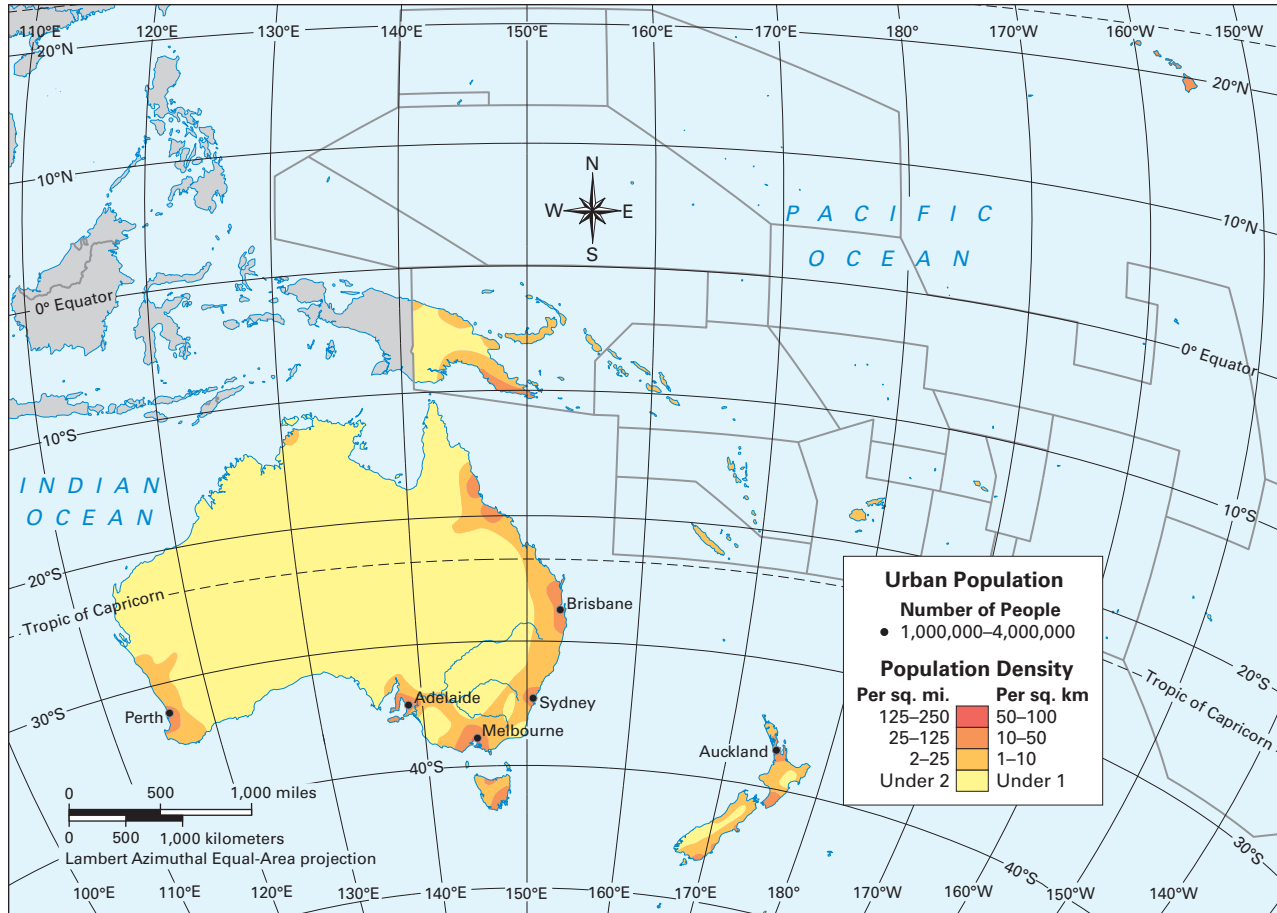 110°E 120°E 130°E 140°E 150°E 160°E 170°E 180° 170°W 160°W 150°W
20°N
20°N
10°N
10°N
N
W E
S
PACIFIC
OCEAN
0° Equator
0° Equator
10°S
10°S
INDIAN
OCEAN
20°S
20°S
Tropic of Capricorn
Tropic of Capricorn
30°S
30°S
40°S
40°S
Brisbane
Adelaide
Sydney
Perth
Melbourne
Auckland
Urban Population
Number of People
1,000,000–4,000,000
Population Density
Per sq. mi. Per sq. km
125–250 50–100
25–125 10–50
2–25 1–10
Under 2 Under 1
0 500 1,000 miles
0 500 1,000 kilometers
Lambert Azimuthal Equal-Area projection
100°E 110°E 120°E 130°E 140°E 150°E 160°E 170°E 180° 170°W 160°W 150°W 140°W